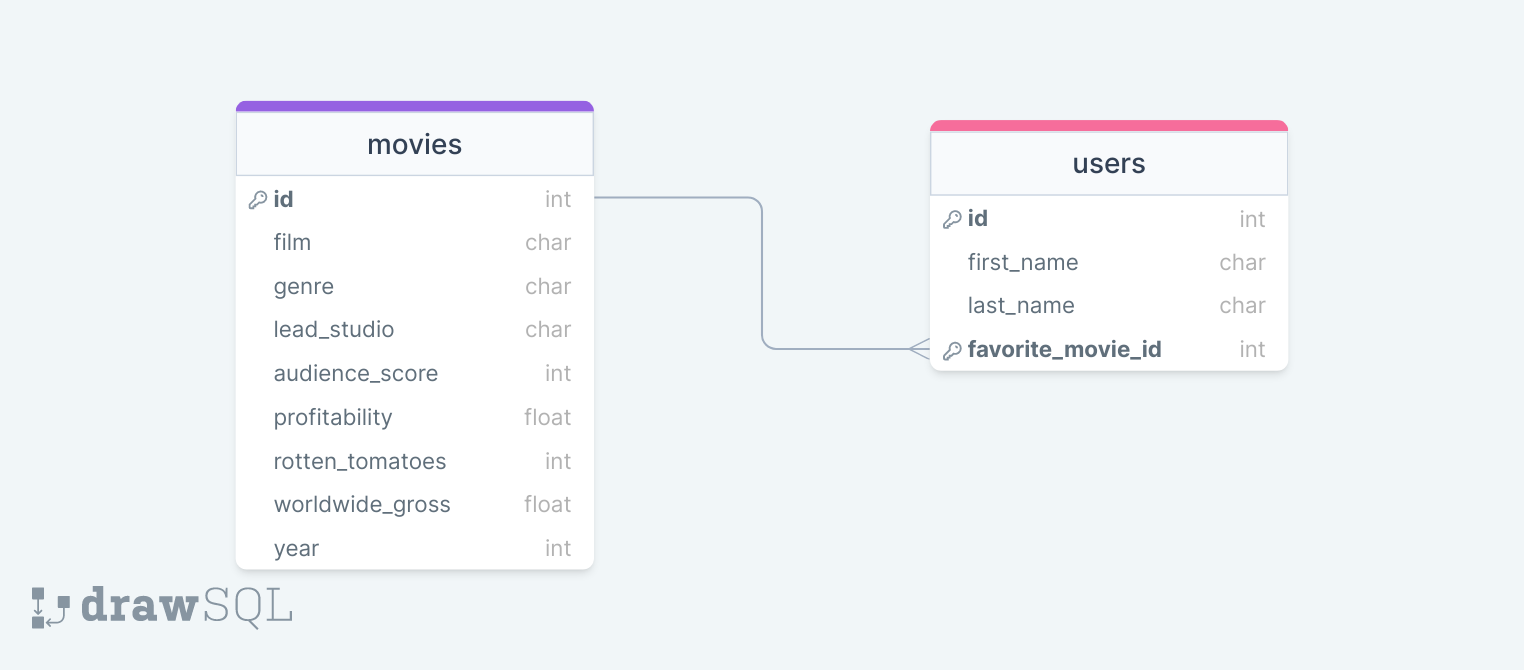 movies
id int
film char
genre char
lead_studio char
audience_score int
profitability float
rotten_tomatoes int
worldwide_gross float
year int
users
id int
first_name char
last_name char
favorite_movie_id int
drawSQL